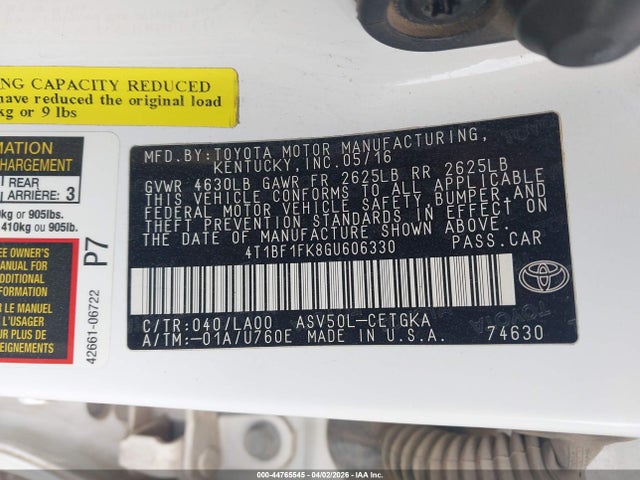 NG CAPACITY REDUCED
have reduced the original load
kg or 9 lbs
MATION
HARGEMENT
REAR
ARRIÈRE: 3
kg or 905lbs.
410kg ou 905lb.
EE OWNER'S
MANUAL FOR
ADDITIONAL
R LE MANUEL
L'USAGER
UR PLUS DE
EIGNEMENTS
P7
42661-06722
MFD.BY:TOYOTA MOTOR MANUFACTURING,
KENTUCKY, INC.05/16
GVWR 4630LB GAWR FR 2625LB RR 2625LB
THIS VEHICLE CONFORMS TO ALL APPLICABLE
FEDERAL MOTOR VEHICLE SAFETY,BUMPER,AND
THEFT PREVENTION STANDARDS IN EFFECT ON
THE DATE OF MANUFACTURE SHOWN ABOVE.
4T1BF1FK8GU606330 PASS.CAR
C/TR:040/LA00 ASV50L-CETGKA
A/TM:-01A/U760E MADE IN U.S.A. 74630
000-44765545 - 04/02/2026 - IAA Inc.